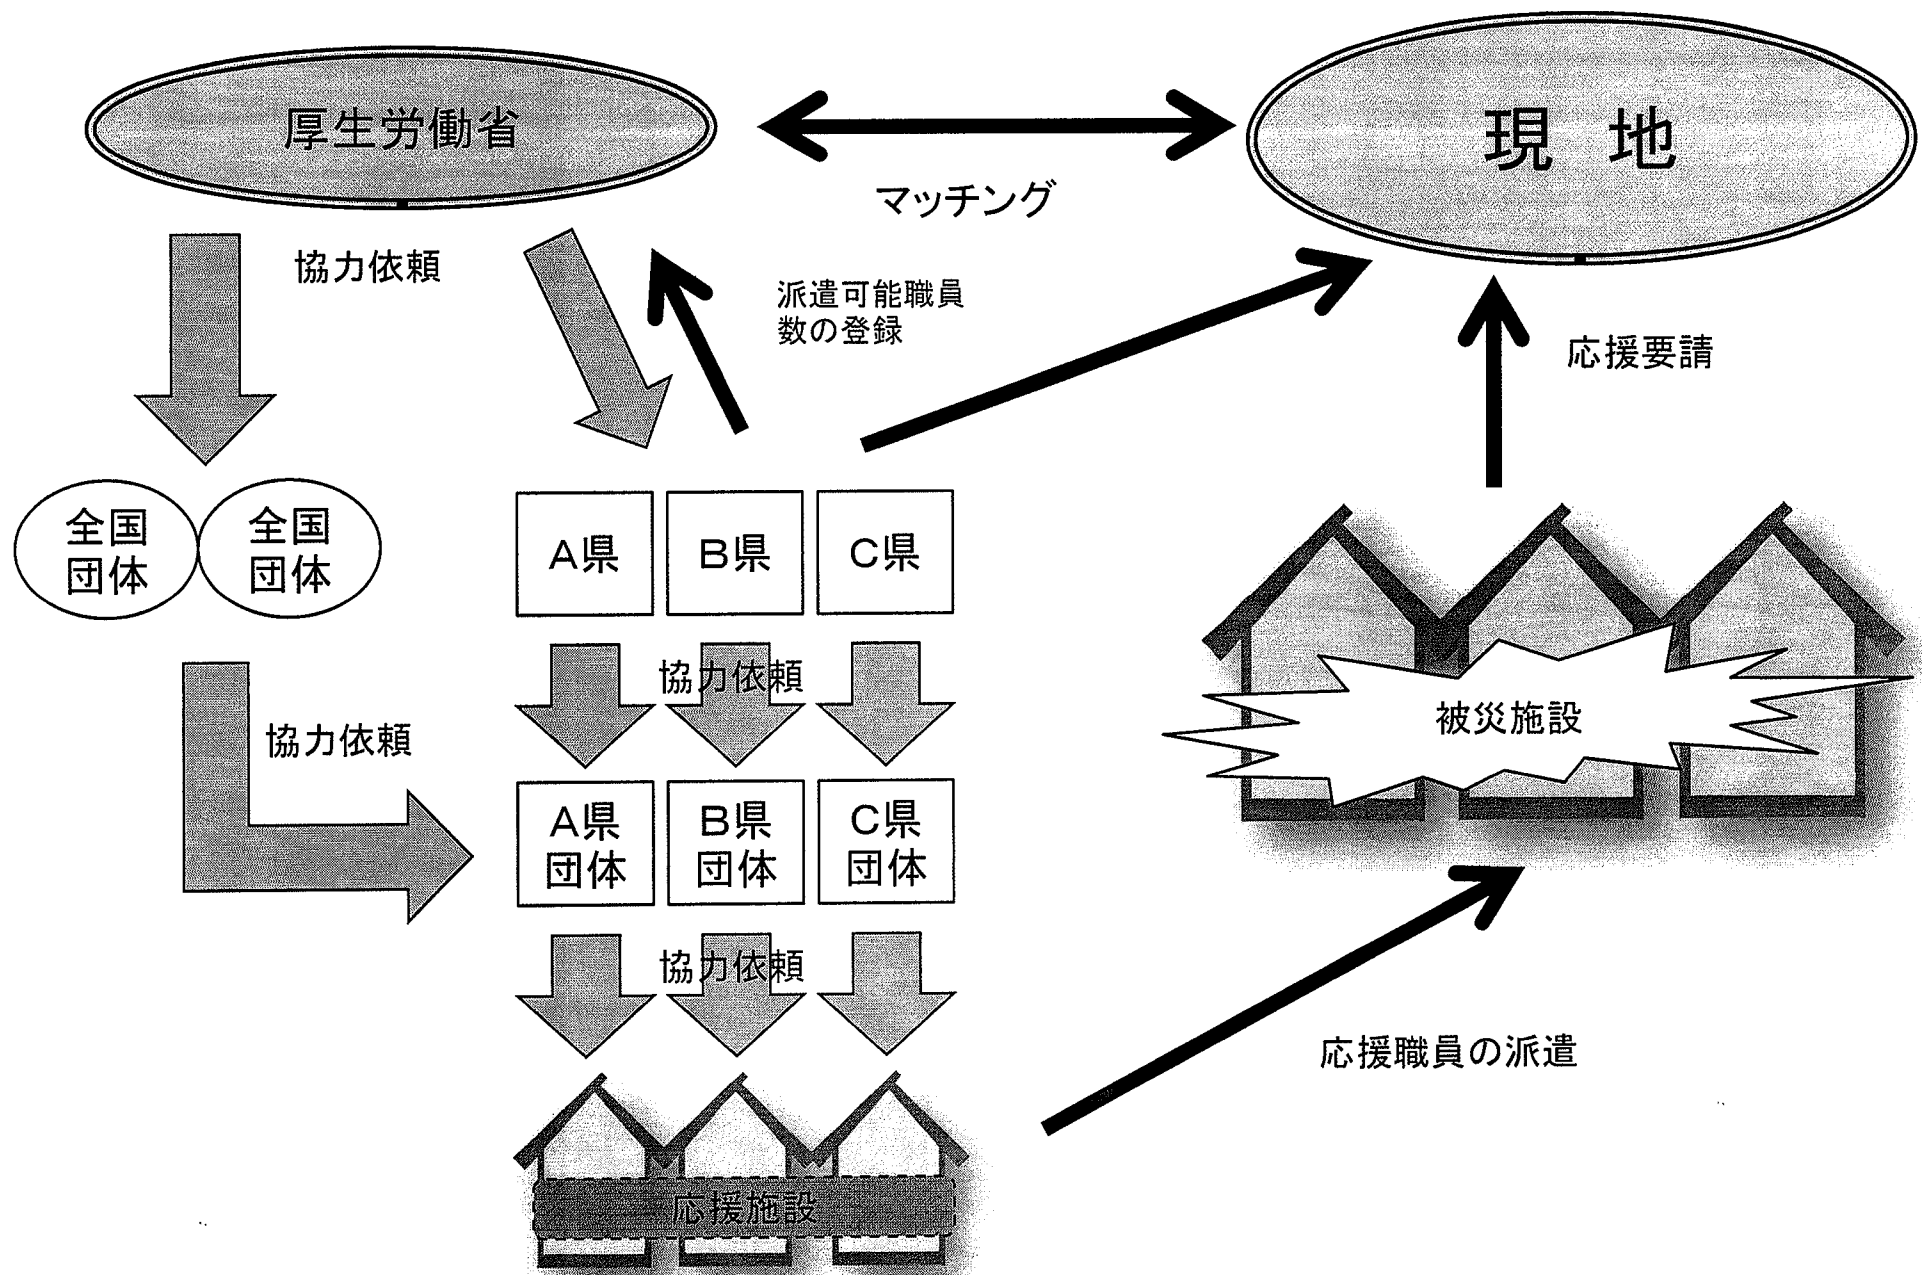 厚生労働省
現 地
マッチング
協力依頼
派遣可能職員
数の登録
応援要請
全国
団体
全国
団体
A県
B県
C県
協力依頼
被災施設
協力依頼
A県
団体
B県
団体
C県
団体
協力依頼
応援職員の派遣
応援施設